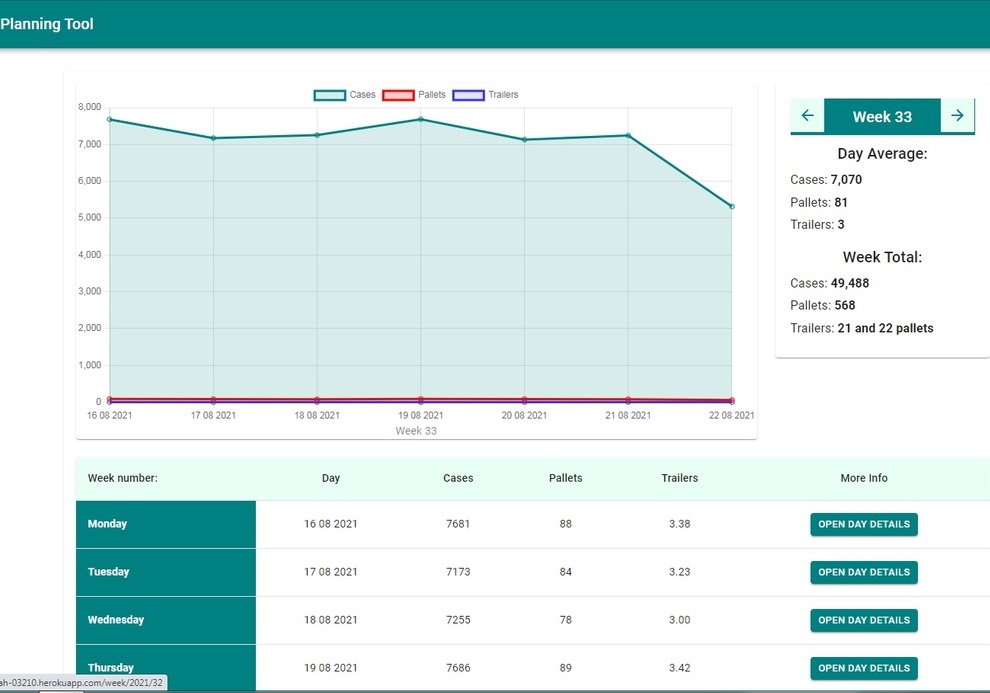 Planning Tool
Cases Pallets Trailers
8,000
7,000
6,000
5,000
4,000
3,000
2,000
1,000
0
16 08 2021 17 08 2021 18 08 2021 19 08 2021 20 08 2021 21 08 2021 22 08 2021
Week 33
Week 33
Day Average:
Cases: 7,070
Pallets: 81
Trailers: 3
Week Total:
Cases: 49,488
Pallets: 568
Trailers: 21 and 22 pallets
Week number: Day Cases Pallets Trailers More Info
Monday 16 08 2021 7681 88 3.38 OPEN DAY DETAILS
Tuesday 17 08 2021 7173 84 3.23 OPEN DAY DETAILS
Wednesday 18 08 2021 7255 78 3.00 OPEN DAY DETAILS
Thursday 19 08 2021 7686 89 3.42 OPEN DAY DETAILS
ah-03210.herokuapp.com/week/2021/32